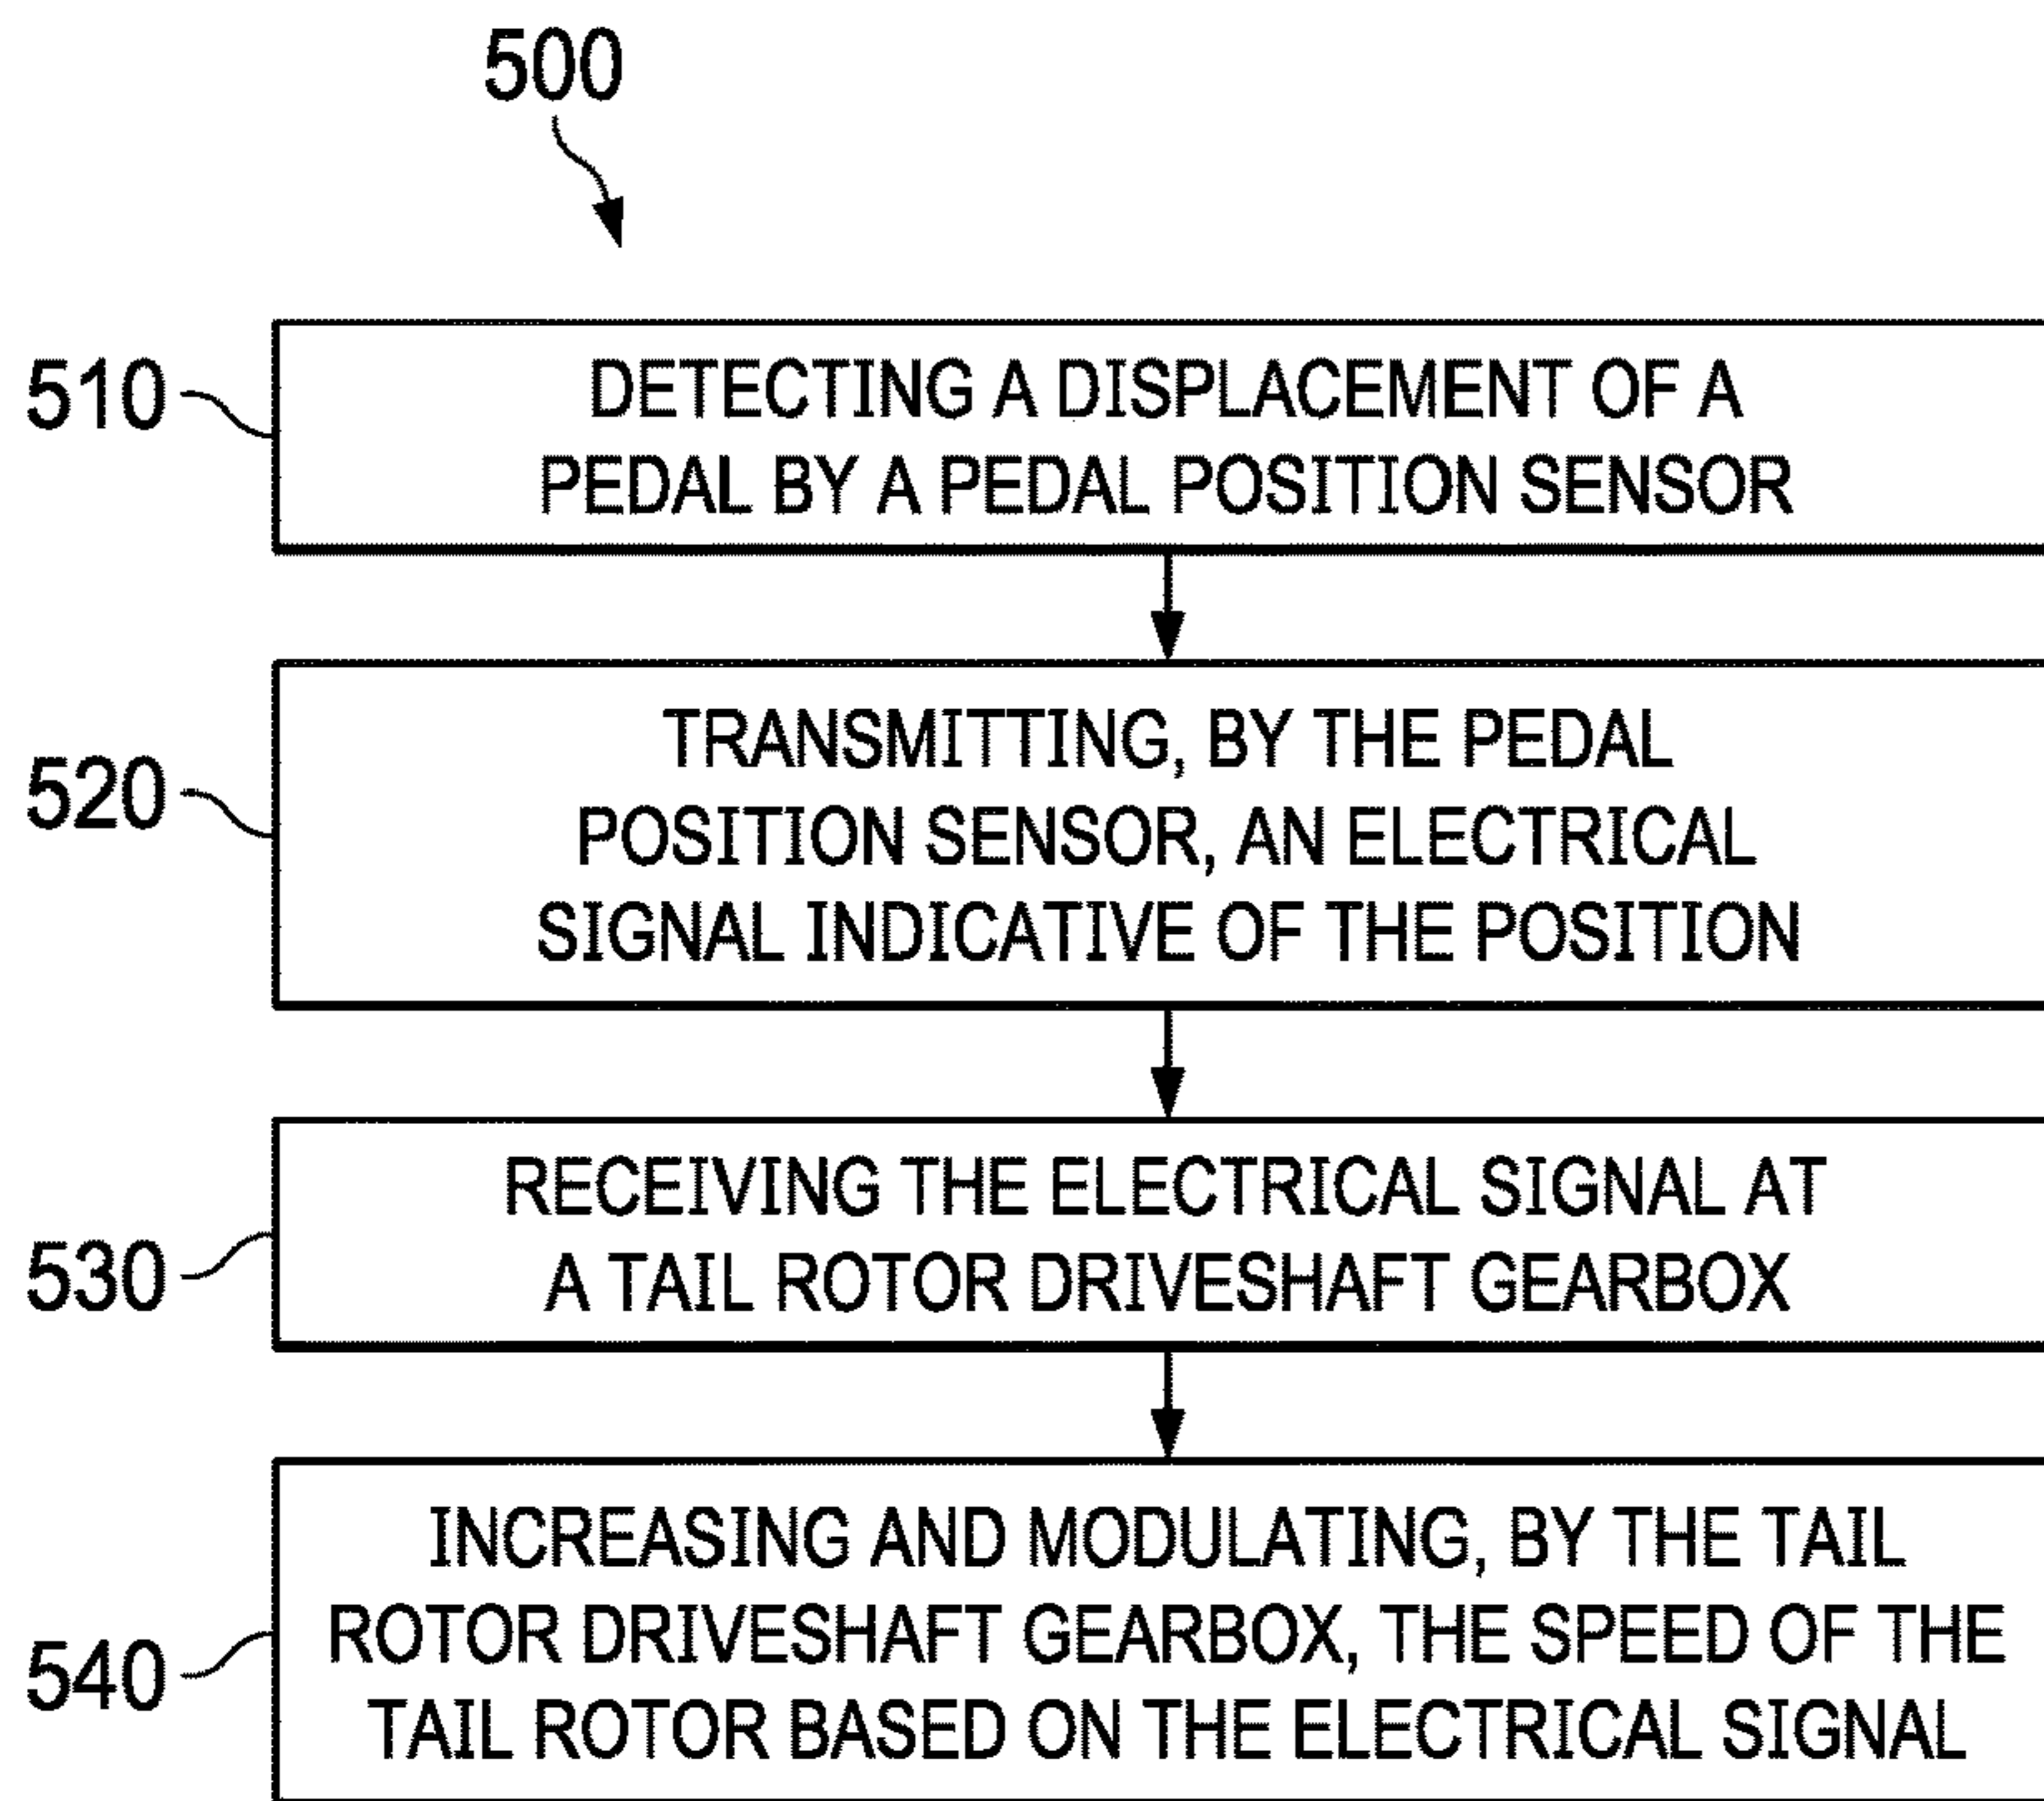 500
510
DETECTING A DISPLACEMENT OF A
PEDAL BY A PEDAL POSITION SENSOR
520
TRANSMITTING, BY THE PEDAL
POSITION SENSOR, AN ELECTRICAL
SIGNAL INDICATIVE OF THE POSITION
530
RECEIVING THE ELECTRICAL SIGNAL AT
A TAIL ROTOR DRIVESHAFT GEARBOX
540
INCREASING AND MODULATING, BY THE TAIL
ROTOR DRIVESHAFT GEARBOX, THE SPEED OF THE
TAIL ROTOR BASED ON THE ELECTRICAL SIGNAL